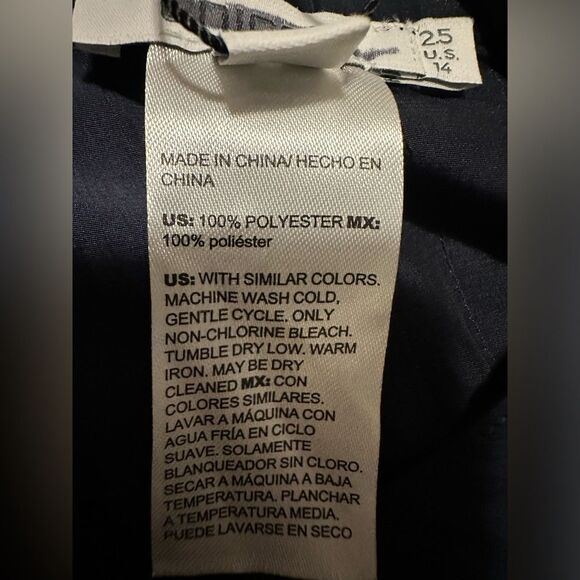 2.5
U.S.
14
MADE IN CHINA/ HECHO EN
CHINA
US: 100% POLYESTER MX:
100% poliéster
US: WITH SIMILAR COLORS.
MACHINE WASH COLD,
GENTLE CYCLE. ONLY
NON-CHLORINE BLEACH.
TUMBLE DRY LOW. WARM
IRON. MAY BE DRY
CLEANED MX: CON
COLORES SIMILARES.
LAVAR A MÁQUINA CON
AGUA FRÍA EN CICLO
SUAVE. SOLAMENTE
BLANQUEADOR SIN CLORO.
SECAR A MÁQUINA A BAJA
TEMPERATURA. PLANCHAR
A TEMPERATURA MEDIA.
PUEDE LAVARSE EN SECO